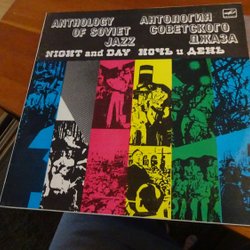 ANTHOLOGY
OF SOVIET
JAZZ
NIGHT and DAY
АНТОЛОГИЯ
СОВЕТСКОГО
ДЖАЗА
НОЧЬ и ДЕНЬ